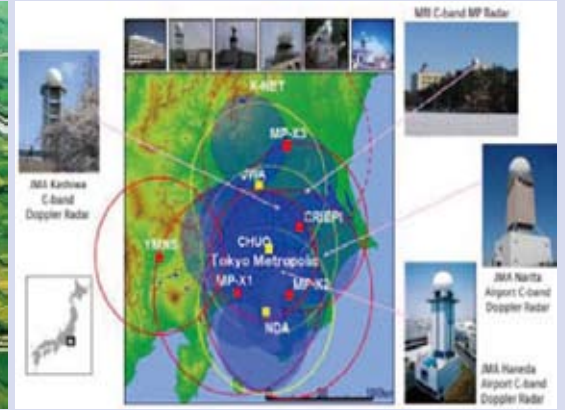 MRI C-band MP Radar
X-NET
MP-X3
JWA
JMA Kashiwa
C-band
Doppler Radar
CRIEPI
YMNS
CHUO
Tokyo Metropolis
MP-X1
MP-X2
NDA
JMA Narita
Airport C-band
Doppler Radar
JMA Haneda
Airport C-band
Doppler Radar